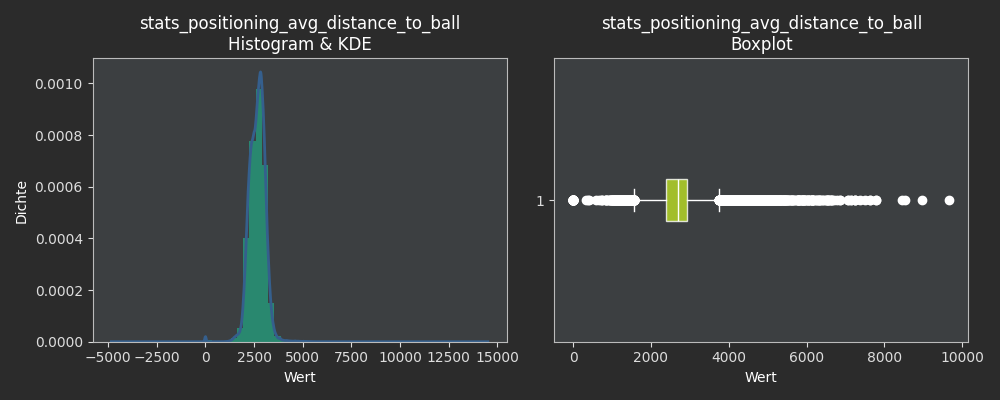 stats_positioning_avg_distance_to_ball
Histogram & KDE
Dichte
0.0010
0.0008
0.0006
0.0004
0.0002
0.0000
−5000 −2500 0 2500 5000 7500 10000 12500 15000
Wert
stats_positioning_avg_distance_to_ball
Boxplot
1
0 2000 4000 6000 8000 10000
Wert